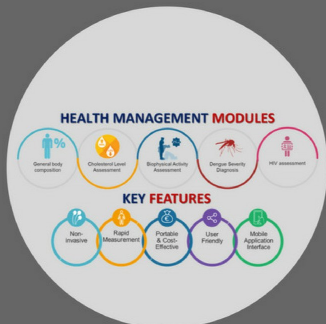 HEALTH MANAGEMENT MODULES
%
General body
composition
Cholesterol Level
Assessment
Biophysical Activity
Assessment
Dengue Severity
Diagnosis
HIV assessment
KEY FEATURES
Non-
invasive
Rapid
Measurement
Portable
& Cost-
Effective
User
Friendly
Mobile
Application
Interface